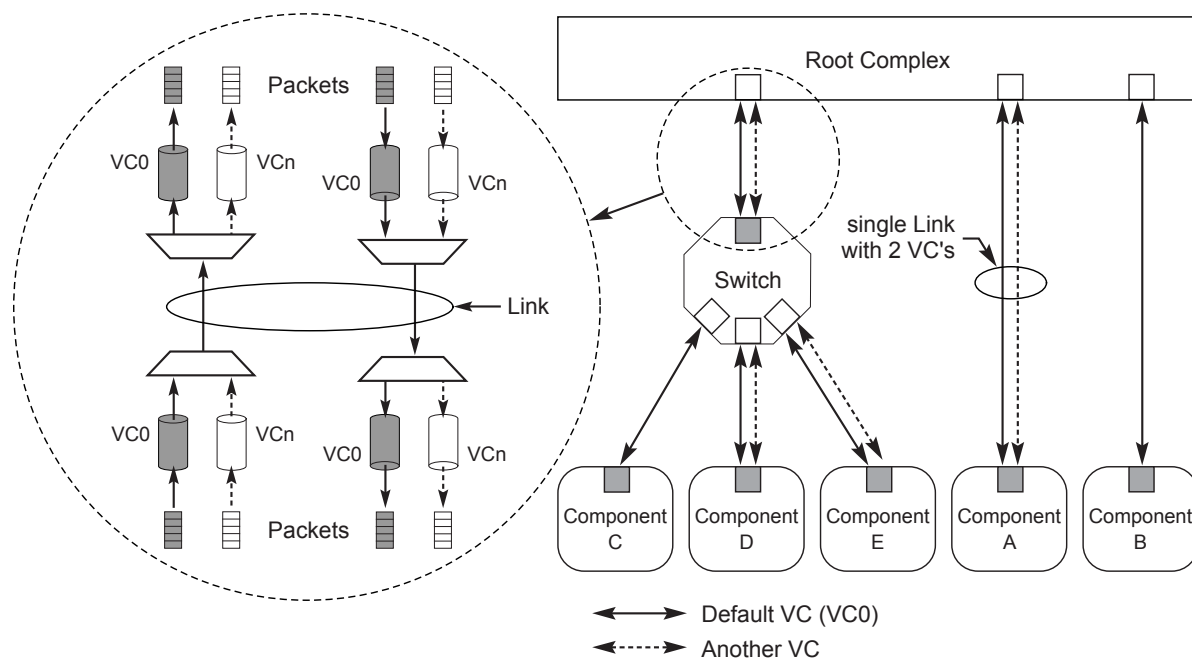 Packets
VC0
VCn
VC0
VCn
Link
VC0
VCn
VC0
VCn
Packets
Root Complex
single Link
with 2 VC's
Switch
Component
C
Component
D
Component
E
Component
A
Component
B
Default VC (VC0)
Another VC